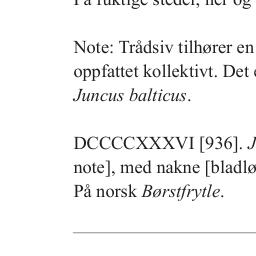 På fuktige steder, her og
Note: Trådsiv tilhører en
oppfattet kollektivt. Det
Juncus balticus.
DCCCCXXXVI [936]. J
note], med nakne [bladlø
På norsk Børstfrytle.